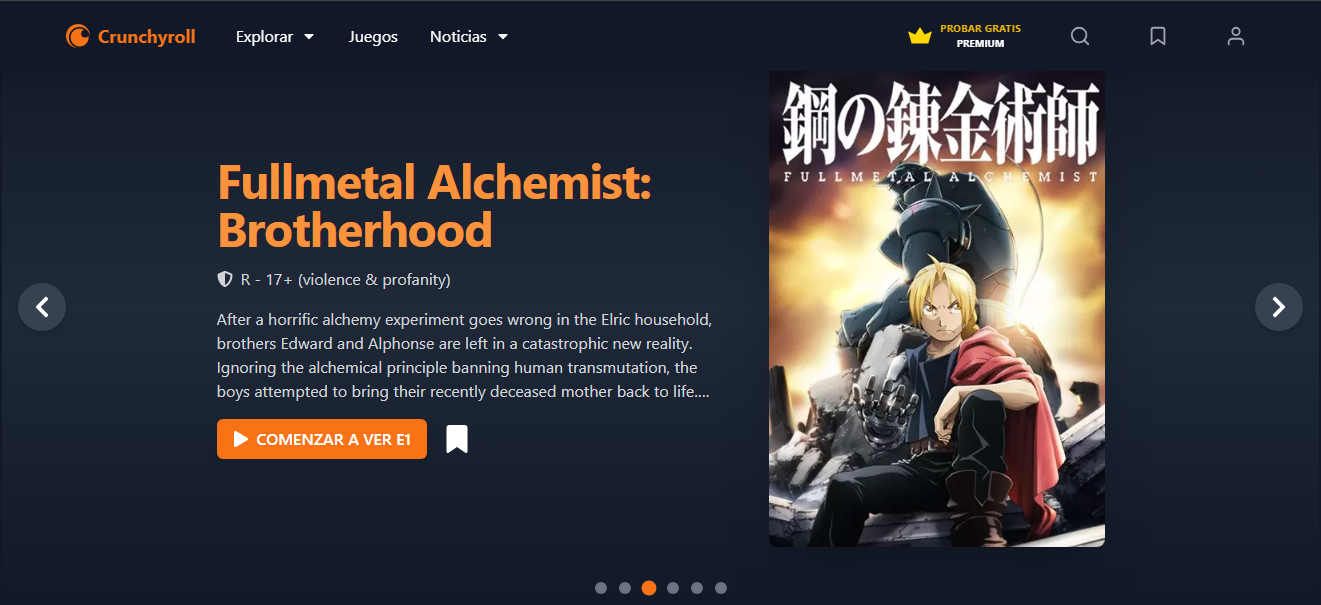 Crunchyroll
Explorar
Juegos
Noticias
PROBAR GRATIS
PREMIUM
鋼の錬金術師
FULLMETAL ALCHEMIST
Fullmetal Alchemist:
Brotherhood
R - 17+ (violence & profanity)
After a horrific alchemy experiment goes wrong in the Elric household,
brothers Edward and Alphonse are left in a catastrophic new reality.
Ignoring the alchemical principle banning human transmutation, the
boys attempted to bring their recently deceased mother back to life....
COMENZAR A VER E1